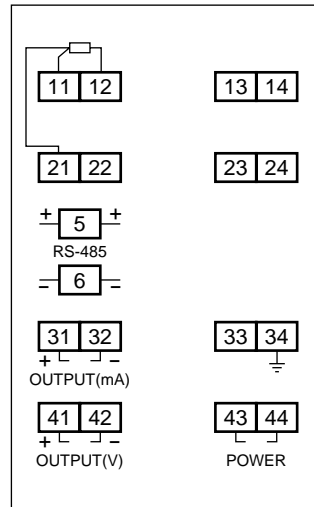 11 12 13 14
21 22 23 24
+ 5 +
RS-485
- 6 -
31 32 33 34
+ -
OUTPUT(mA)
41 42 43 44
+ -
OUTPUT(V) POWER